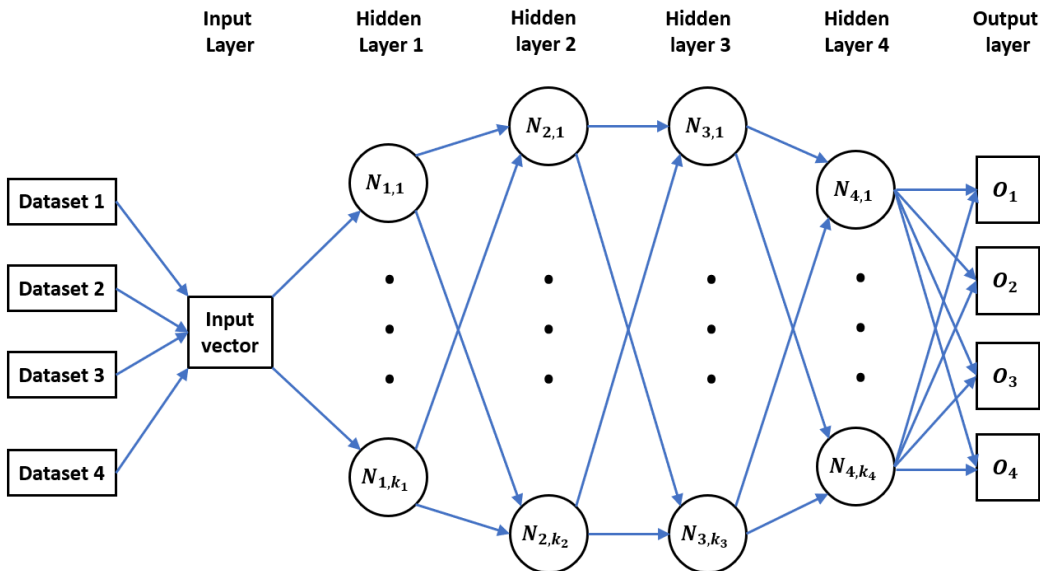 Input
Layer
Hidden
Layer 1
Hidden
layer 2
Hidden
layer 3
Hidden
Layer 4
Output
layer
Dataset 1
Dataset 2
Dataset 3
Dataset 4
Input
vector
N₁,₁
N₁,ₖ₁
N₂,₁
N₂,ₖ₂
N₃,₁
N₃,ₖ₃
N₄,₁
N₄,ₖ₄
O₁
O₂
O₃
O₄